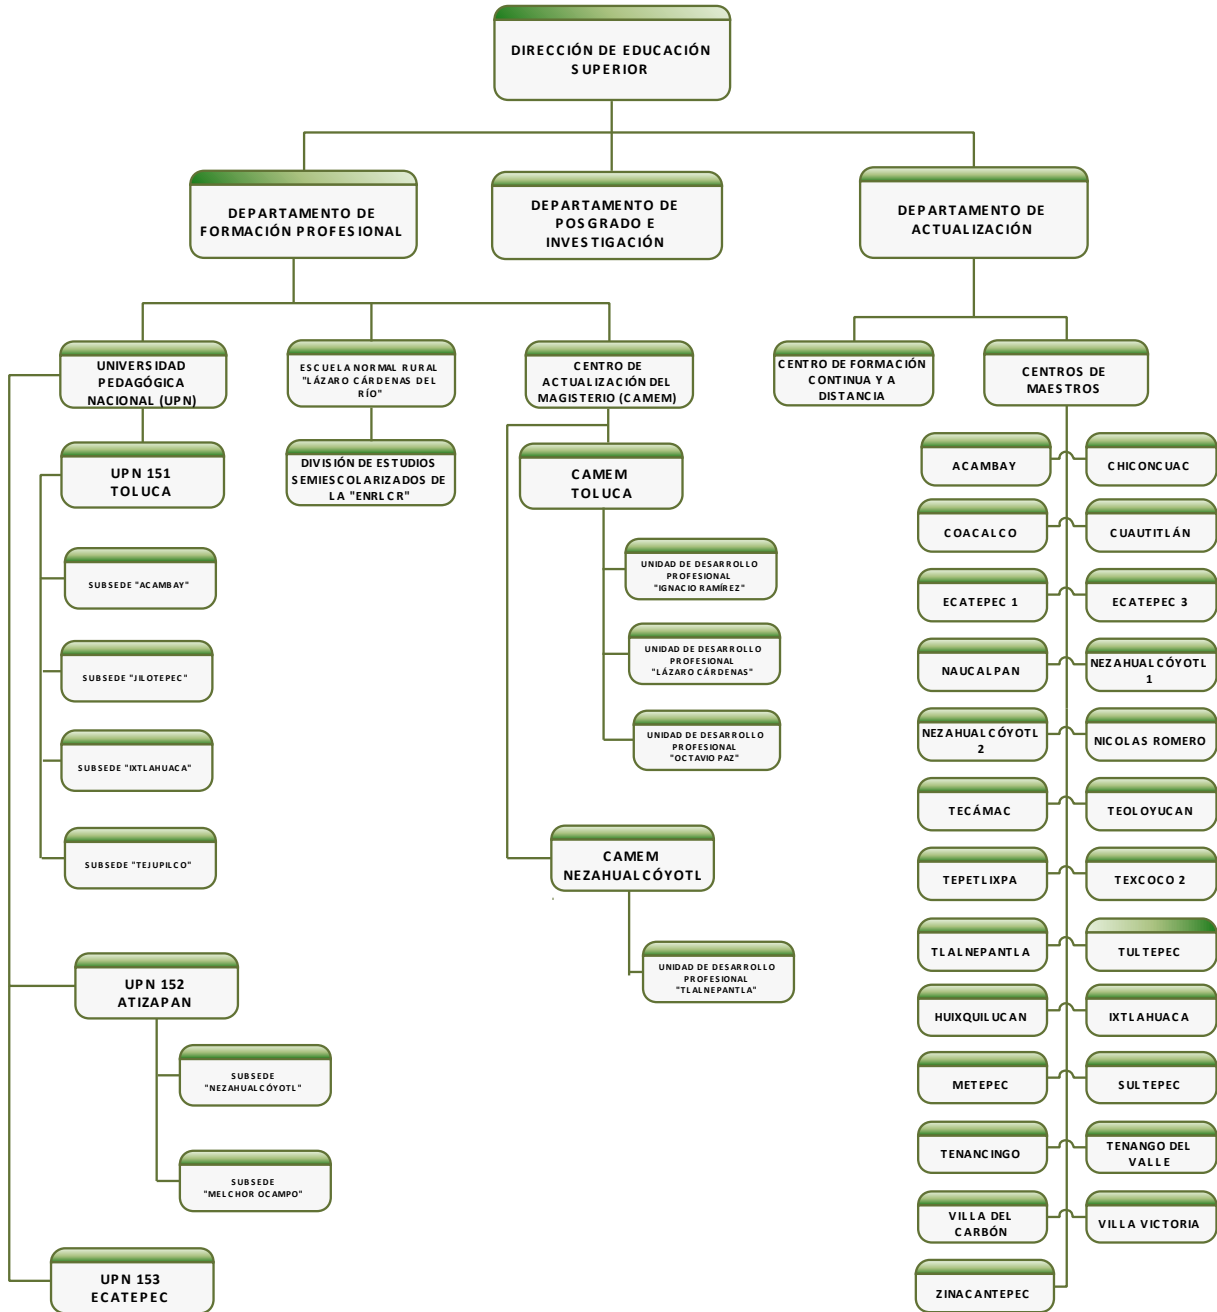 DIRECCIÓN DE EDUCACIÓN
SUPERIOR
DEPARTAMENTO DE
FORMACIÓN PROFESIONAL
DEPARTAMENTO DE
POSGRADO E
INVESTIGACIÓN
DEPARTAMENTO DE
ACTUALIZACIÓN
UNIVERSIDAD
PEDAGÓGICA
NACIONAL (UPN)
ESCUELA NORMAL RURAL
"LÁZARO CÁRDENAS DEL
RÍO"
CENTRO DE
ACTUALIZACIÓN DEL
MAGISTERIO (CAMEM)
CENTRO DE FORMACIÓN
CONTINUA Y A
DISTANCIA
CENTROS DE
MAESTROS
UPN 151
TOLUCA
DIVISIÓN DE ESTUDIOS
SEMIESCOLARIZADOS DE
LA "ENRLCR"
CAMEM
TOLUCA
SUBSEDE "ACAMBAY"
SUBSEDE "JILOTEPEC"
SUBSEDE "IXTLAHUACA"
SUBSEDE "TEJUPILCO"
UNIDAD DE DESARROLLO
PROFESIONAL
"IGNACIO RAMÍREZ"
UNIDAD DE DESARROLLO
PROFESIONAL
"LÁZARO CÁRDENAS"
UNIDAD DE DESARROLLO
PROFESIONAL
"OCTAVIO PAZ"
CAMEM
NEZAHUALCÓYOTL
UNIDAD DE DESARROLLO
PROFESIONAL
"TLALNEPANTLA"
UPN 152
ATIZAPAN
SUBSEDE
"NEZAHUALCÓYOTL"
SUBSEDE
"MELCHOR OCAMPO"
UPN 153
ECATEPEC
ACAMBAY
CHICONCUAC
COACALCO
CUAUTITLÁN
ECATEPEC 1
ECATEPEC 3
NAUCALPAN
NEZAHUALCÓYOTL
1
NEZAHUALCÓYOTL
2
NICOLAS ROMERO
TECÁMAC
TEOLOYUCAN
TEPETLIXPA
TEXCOCO 2
TLALNEPANTLA
TULTEPEC
HUIXQUILUCAN
IXTLAHUACA
METEPEC
SULTEPEC
TENANCINGO
TENANGO DEL
VALLE
VILLA DEL
CARBÓN
VILLA VICTORIA
ZINACANTEPEC